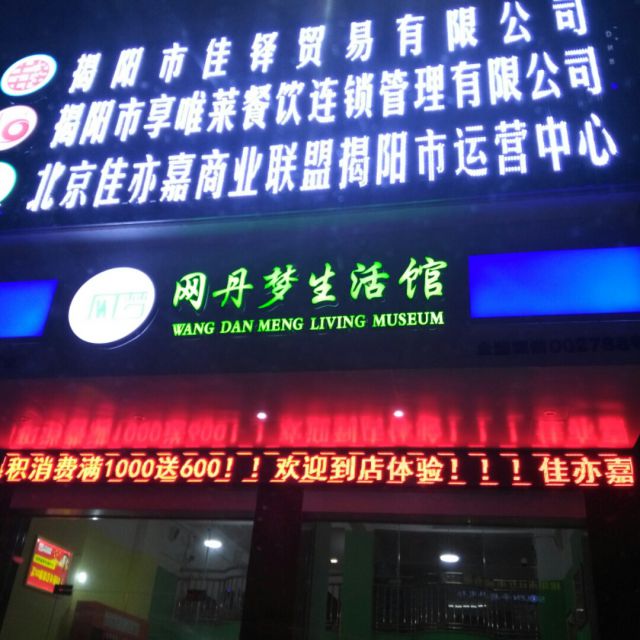 揭阳市佳铎贸易有限公司
揭阳市享唯莱餐饮连锁管理有限公司
北京佳亦嘉商业联盟揭阳市运营中心
网丹梦生活馆
WANG DAN MENG LIVING MUSEUM
积消费满1000送600！！欢迎到店体验！！！佳亦嘉